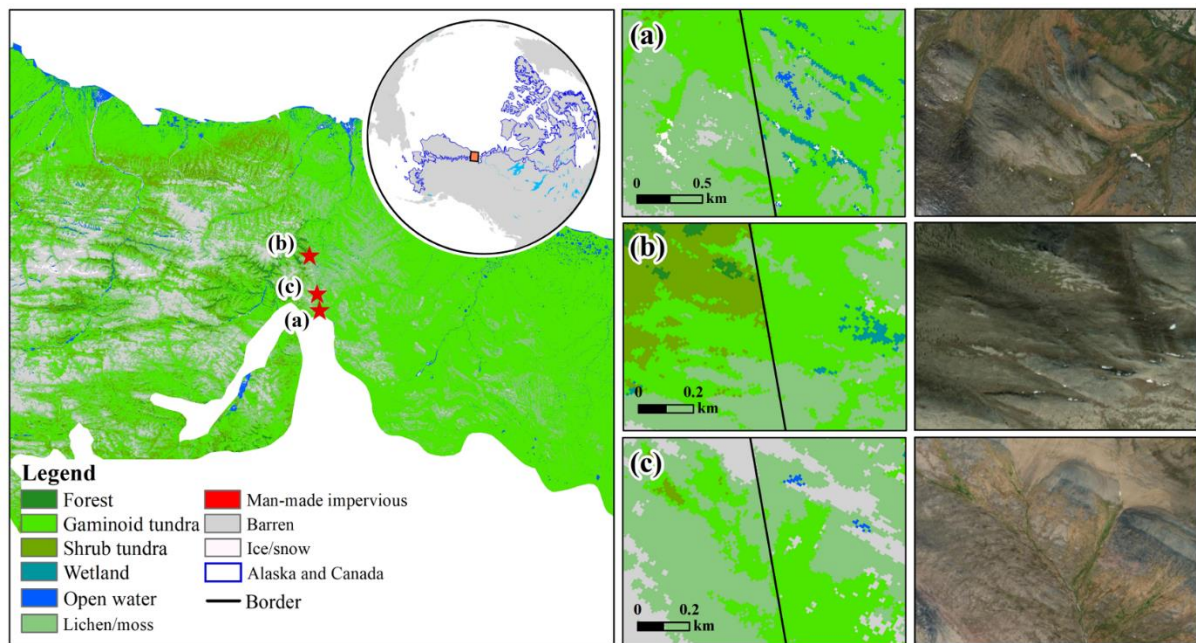 (b)
(c)
(a)
Legend
Forest
Gaminoid tundra
Shrub tundra
Wetland
Open water
Lichen/moss
Man-made impervious
Barren
Ice/snow
Alaska and Canada
Border
(a)
0 0.5
km
(b)
0 0.2
km
(c)
0 0.2
km